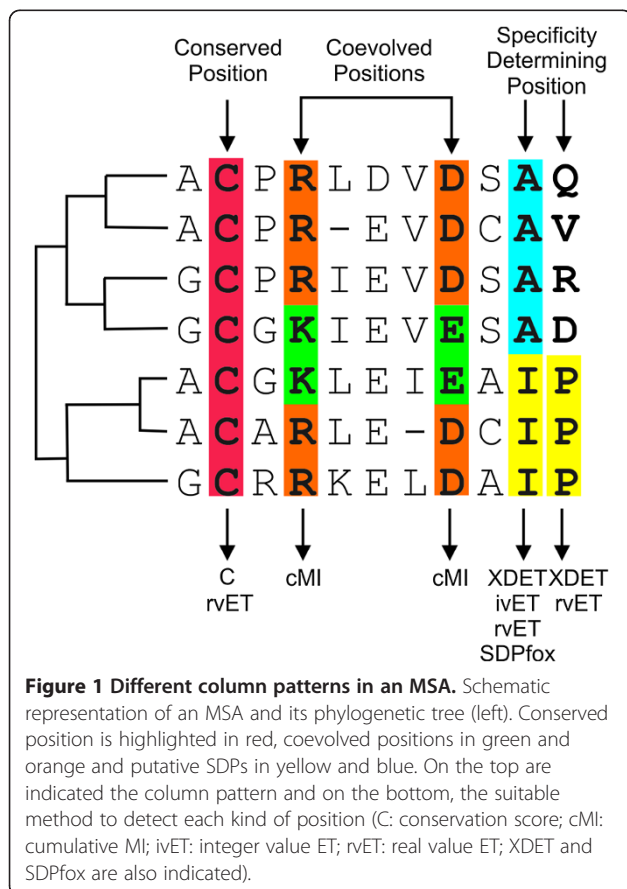 Conserved Position
Coevolved Positions
Specificity Determining Position
A C P R L D V D S A Q
A C P R - E V D C A V
G C P R I E V D S A R
G C G K I E V E S A D
A C G K L E I E A I P
A C A R L E - D C I P
G C R R K E L D A I P
C
rvET
cMI
cMI
XDET
ivET
rvET
SDPfox
XDET
rvET
Figure 1 Different column patterns in an MSA. Schematic
representation of an MSA and its phylogenetic tree (left). Conserved
position is highlighted in red, coevolved positions in green and
orange and putative SDPs in yellow and blue. On the top are
indicated the column pattern and on the bottom, the suitable
method to detect each kind of position (C: conservation score; cMI:
cumulative MI; ivET: integer value ET; rvET: real value ET; XDET and
SDPfox are also indicated).